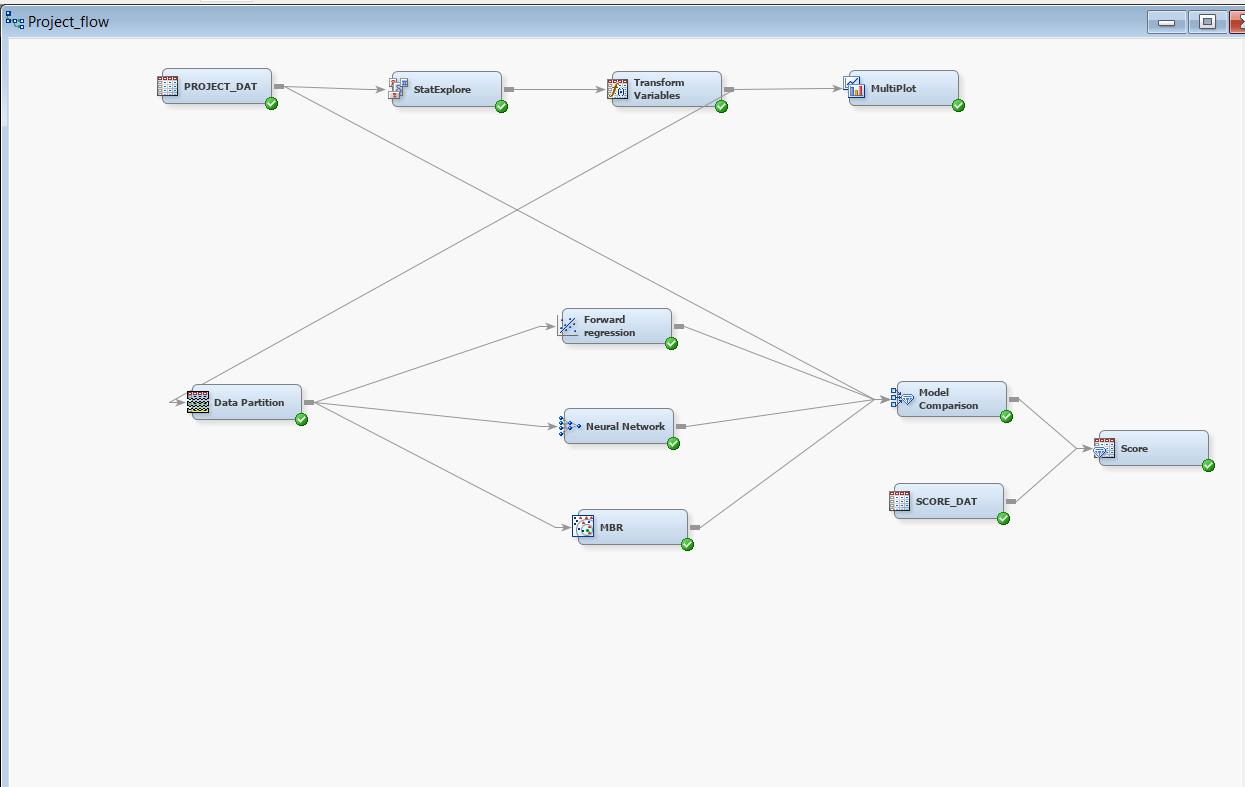 Project_flow
PROJECT_DAT
StatExplore
Transform
Variables
MultiPlot
Forward
regression
Data Partition
Neural Network
MBR
Model
Comparison
Score
SCORE_DAT